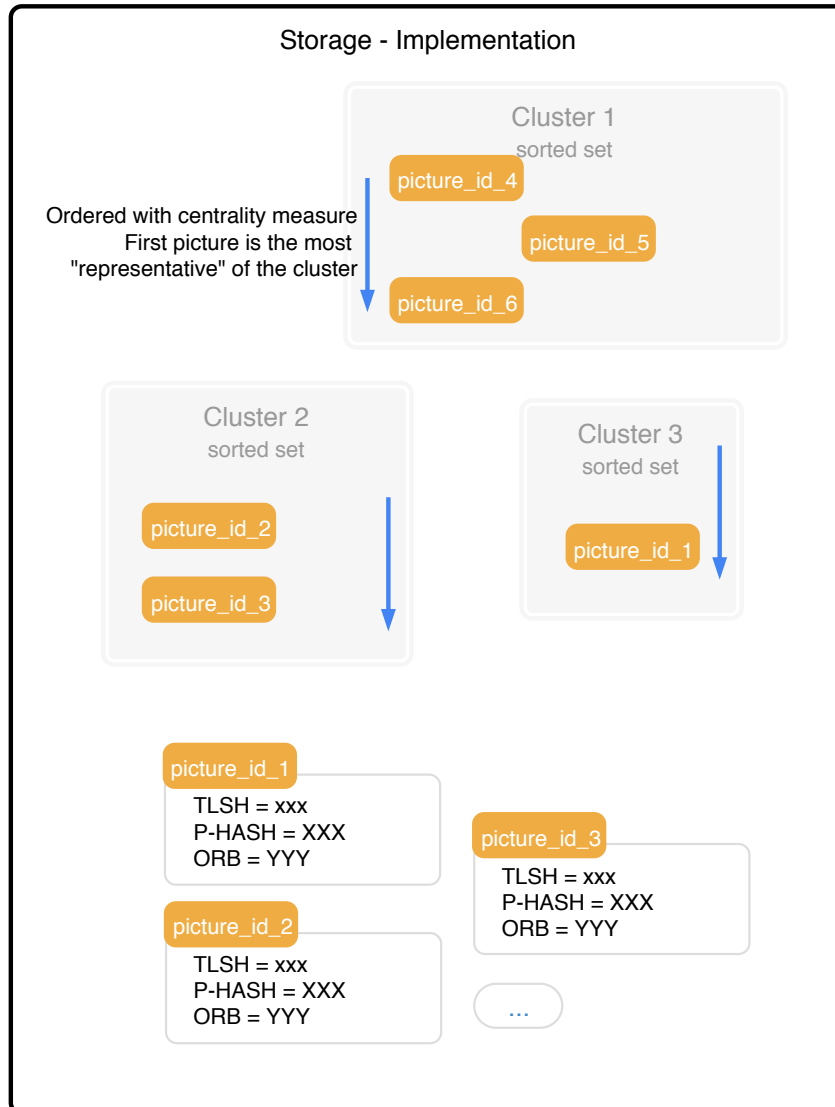 Storage - Implementation
Cluster 1
sorted set
picture_id_4
Ordered with centrality measure
First picture is the most
"representative" of the cluster
picture_id_5
picture_id_6
Cluster 2
sorted set
picture_id_2
picture_id_3
Cluster 3
sorted set
picture_id_1
picture_id_1
TLSH = xxx
P-HASH = XXX
ORB = YYY
picture_id_3
TLSH = xxx
P-HASH = XXX
ORB = YYY
picture_id_2
TLSH = xxx
P-HASH = XXX
ORB = YYY
...